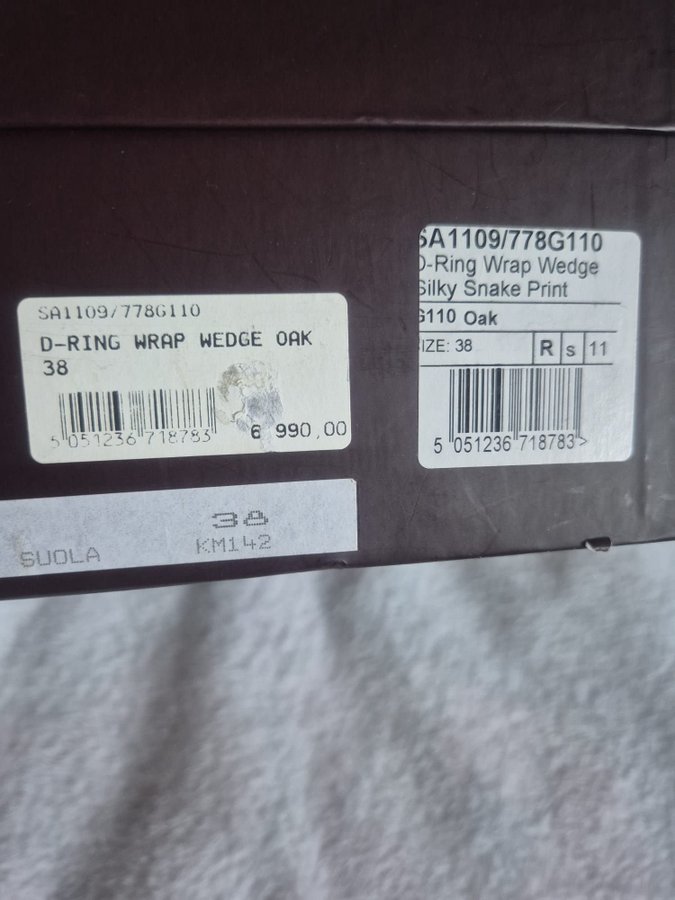 SA1109/778G110
D-RING WRAP WEDGE OAK
38
5 051236 718783
6 990,00
38
SUOLA KM142
SA1109/778G110
D-Ring Wrap Wedge
Silky Snake Print
G110 Oak
SIZE: 38 R s 11
5 051236 718783>